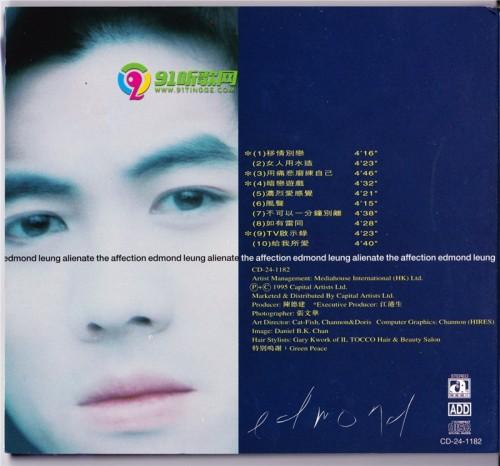 91听歌网
WWW.91TINGGE.COM
*(1)移情別戀 4'16"
(2)女人用水造 4'23"
*(3)用痛悲磨練自己 4'46"
*(4)暗戀遊戲 4'32"
(5)濃烈愛感覺 4'21"
(6)風聲 4'15"
(7)不可以一分鐘別離 4'38"
(8)如有雷同 4'28"
*(9)TV啟示錄 4'23"
(10)給我所愛 4'40"
edmond leung alienate the affection edmond leung alienate the affection edmond leung alienate the affection edmond leung
CD-24-1182
Artist Management: Mediahouse International (HK) Ltd.
Ⓟ+© 1995 Capital Artists Ltd.
Marketed & Distributed By Capital Artists Ltd.
Producer: 陳德建 *Executive Producer: 江港生
Photographer: 張文華
Art Director: Cat-Fish, Channon&Doris Computer Graphics: Channon (HIRES)
Image: Daniel B.K. Chan
Hair Stylists: Gary Kwork of IL TOCCO Hair & Beauty Salon
特別嗚謝：Green Peace
edmond
STEREO
ADD
CD-24-1182